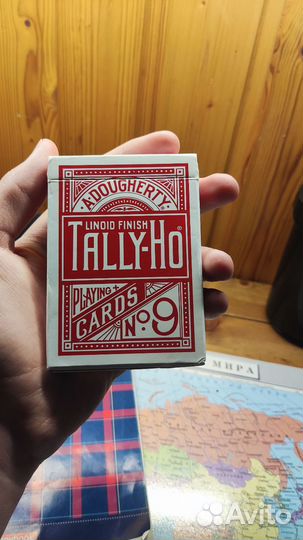 A. DOUGHERTY
LINOID FINISH
TALLY-HO®
PLAYING
CARDS
No. 9
МИРА
Avito